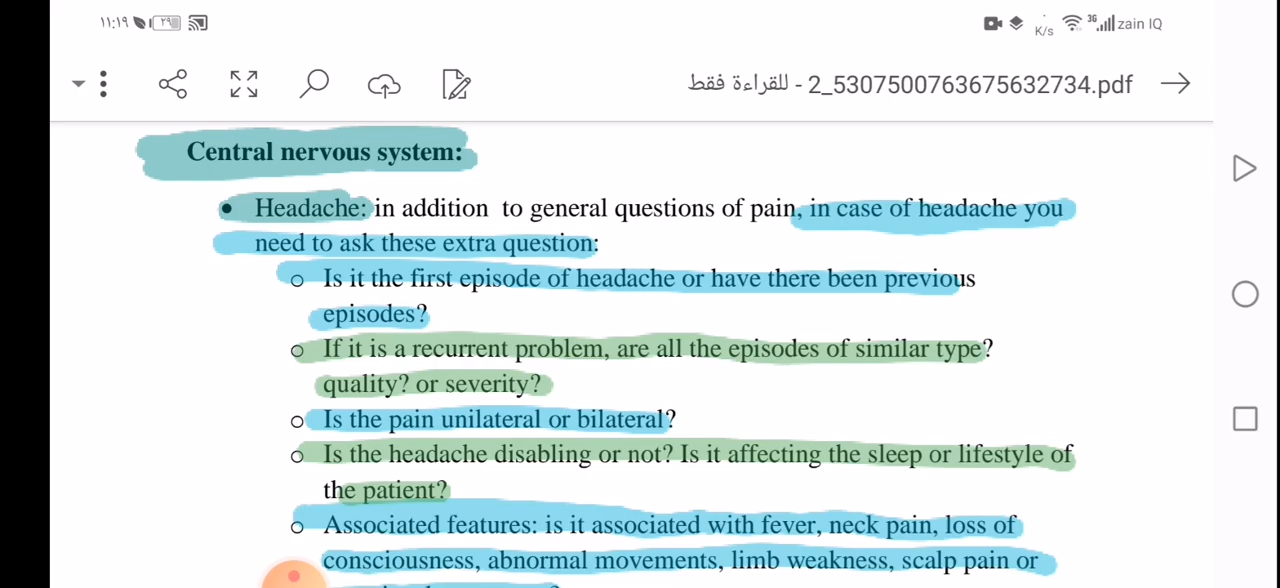 ١١:١٩ ٢٩ K/s 3G zain IQ
2_5307500763675632734.pdf - للقراءة فقط
Central nervous system:
• Headache: in addition to general questions of pain, in case of headache you
need to ask these extra question:
o Is it the first episode of headache or have there been previous
episodes?
o If it is a recurrent problem, are all the episodes of similar type?
quality? or severity?
o Is the pain unilateral or bilateral?
o Is the headache disabling or not? Is it affecting the sleep or lifestyle of
the patient?
o Associated features: is it associated with fever, neck pain, loss of
consciousness, abnormal movements, limb weakness, scalp pain or